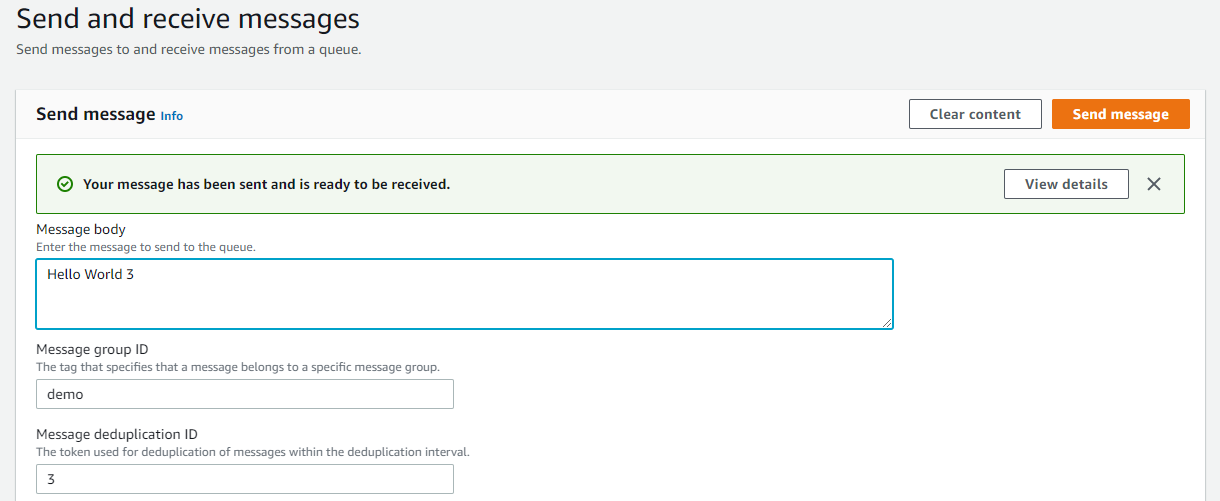 Send and receive messages
Send messages to and receive messages from a queue.
Send message Info
Clear content
Send message
Your message has been sent and is ready to be received.
View details
Message body
Enter the message to send to the queue.
Hello World 3
Message group ID
The tag that specifies that a message belongs to a specific message group.
demo
Message deduplication ID
The token used for deduplication of messages within the deduplication interval.
3